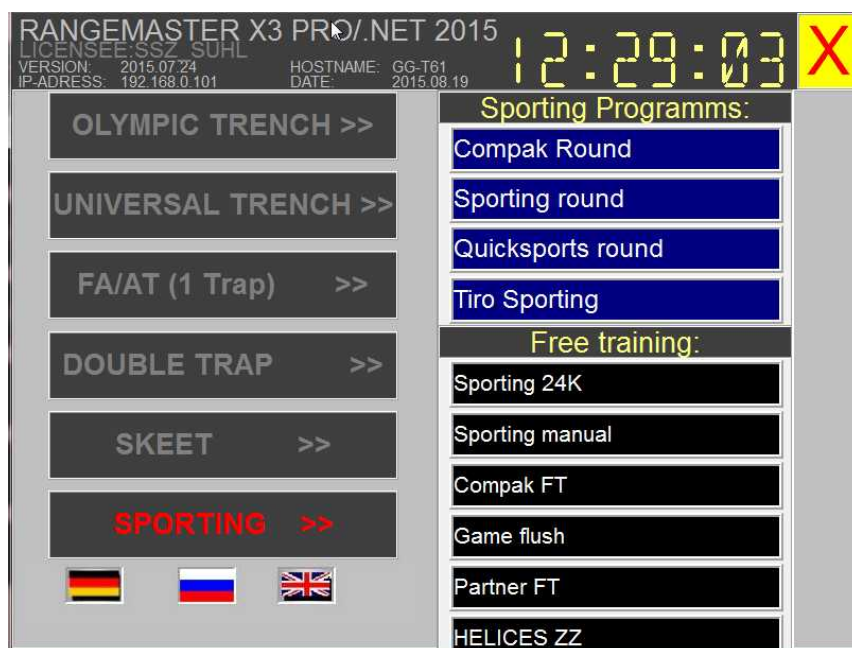 RANGEMASTER X3 PRO/.NET 2015
LICENSEE:SSZ_SUHL
VERSION: 2015.07.24 HOSTNAME: GG-T61
IP-ADRESS: 192.168.0.101 DATE: 2015.08.19
12:29:03
X
OLYMPIC TRENCH >>
UNIVERSAL TRENCH >>
FA/AT (1 Trap) >>
DOUBLE TRAP >>
SKEET >>
SPORTING >>
Sporting Programms:
Compak Round
Sporting round
Quicksports round
Tiro Sporting
Free training:
Sporting 24K
Sporting manual
Compak FT
Game flush
Partner FT
HELICES ZZ